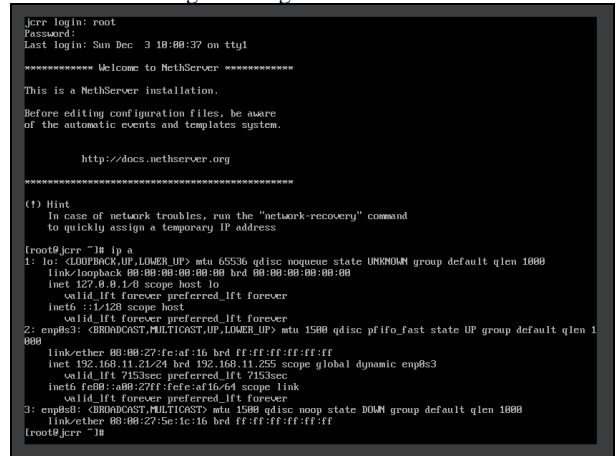 jcrr login: root
Password:
Last login: Sun Dec  3 10:00:37 on tty1
************ Welcome to NethServer ************
This is a NethServer installation.
Before editing configuration files, be aware
of the automatic events and templates system.
http://docs.nethserver.org
***********************************************
(!) Hint
In case of network troubles, run the "network-recovery" command
to quickly assign a temporary IP address
[root@jcrr ~]# ip a
1: lo: <LOOPBACK,UP,LOWER_UP> mtu 65536 qdisc noqueue state UNKNOWN group default qlen 1000
link/loopback 00:00:00:00:00:00 brd 00:00:00:00:00:00
inet 127.0.0.1/8 scope host lo
valid_lft forever preferred_lft forever
inet6 ::1/128 scope host
valid_lft forever preferred_lft forever
2: enp0s3: <BROADCAST,MULTICAST,UP,LOWER_UP> mtu 1500 qdisc pfifo_fast state UP group default qlen 1
000
link/ether 08:00:27:fe:af:16 brd ff:ff:ff:ff:ff:ff
inet 192.168.11.21/24 brd 192.168.11.255 scope global dynamic enp0s3
valid_lft 7153sec preferred_lft 7153sec
inet6 fe80::a00:27ff:fefe:af16/64 scope link
valid_lft forever preferred_lft forever
3: enp0s8: <BROADCAST,MULTICAST> mtu 1500 qdisc noop state DOWN group default qlen 1000
link/ether 08:00:27:5e:1c:16 brd ff:ff:ff:ff:ff:ff
[root@jcrr ~]#